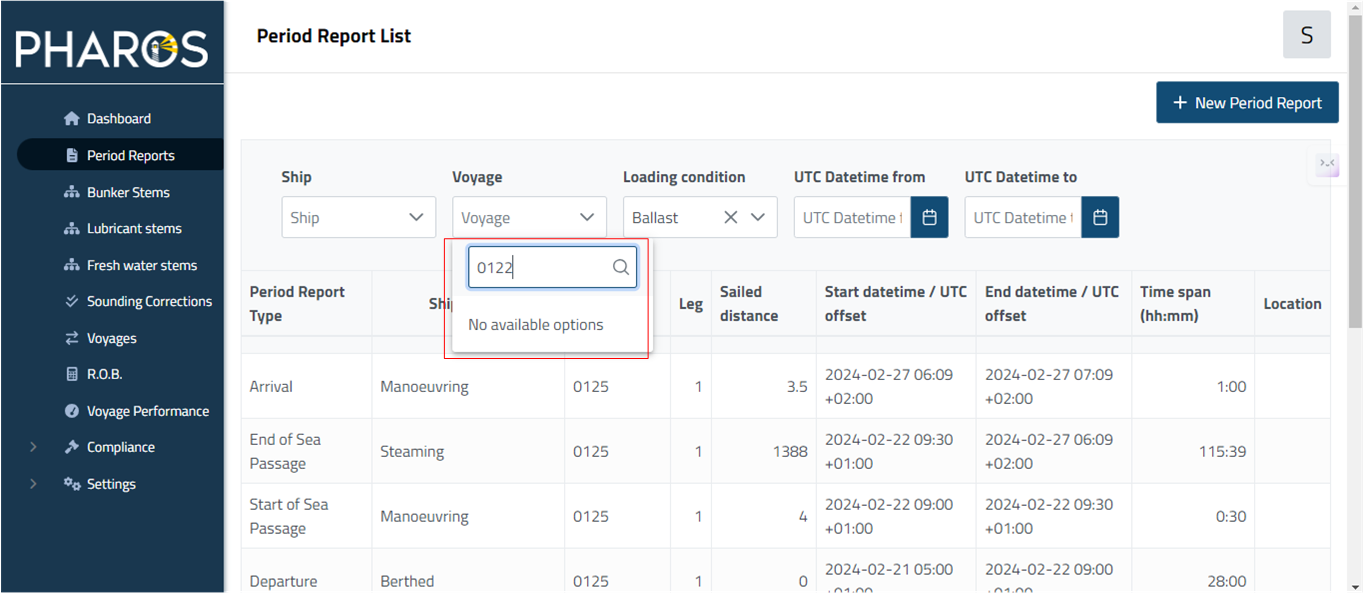 PHAROS
Period Report List
S
Dashboard
Period Reports
Bunker Stems
Lubricant stems
Fresh water stems
Sounding Corrections
Voyages
R.O.B.
Voyage Performance
Compliance
Settings
+ New Period Report
Ship Voyage Loading condition UTC Datetime from UTC Datetime to
Ship Voyage Ballast UTC Datetime UTC Datetime
0122
No available options
Period Report Type Leg Sailed distance Start datetime / UTC offset End datetime / UTC offset Time span (hh:mm) Location
Arrival Manoeuvring 0125 1 3.5 2024-02-27 06:09 +02:00 2024-02-27 07:09 +02:00 1:00
End of Sea Passage Steaming 0125 1 1388 2024-02-22 09:30 +01:00 2024-02-27 06:09 +02:00 115:39
Start of Sea Passage Manoeuvring 0125 1 4 2024-02-22 09:00 +01:00 2024-02-22 09:30 +01:00 0:30
Departure Berthed 0125 1 0 2024-02-21 05:00 +01:00 2024-02-22 09:00 +01:00 28:00